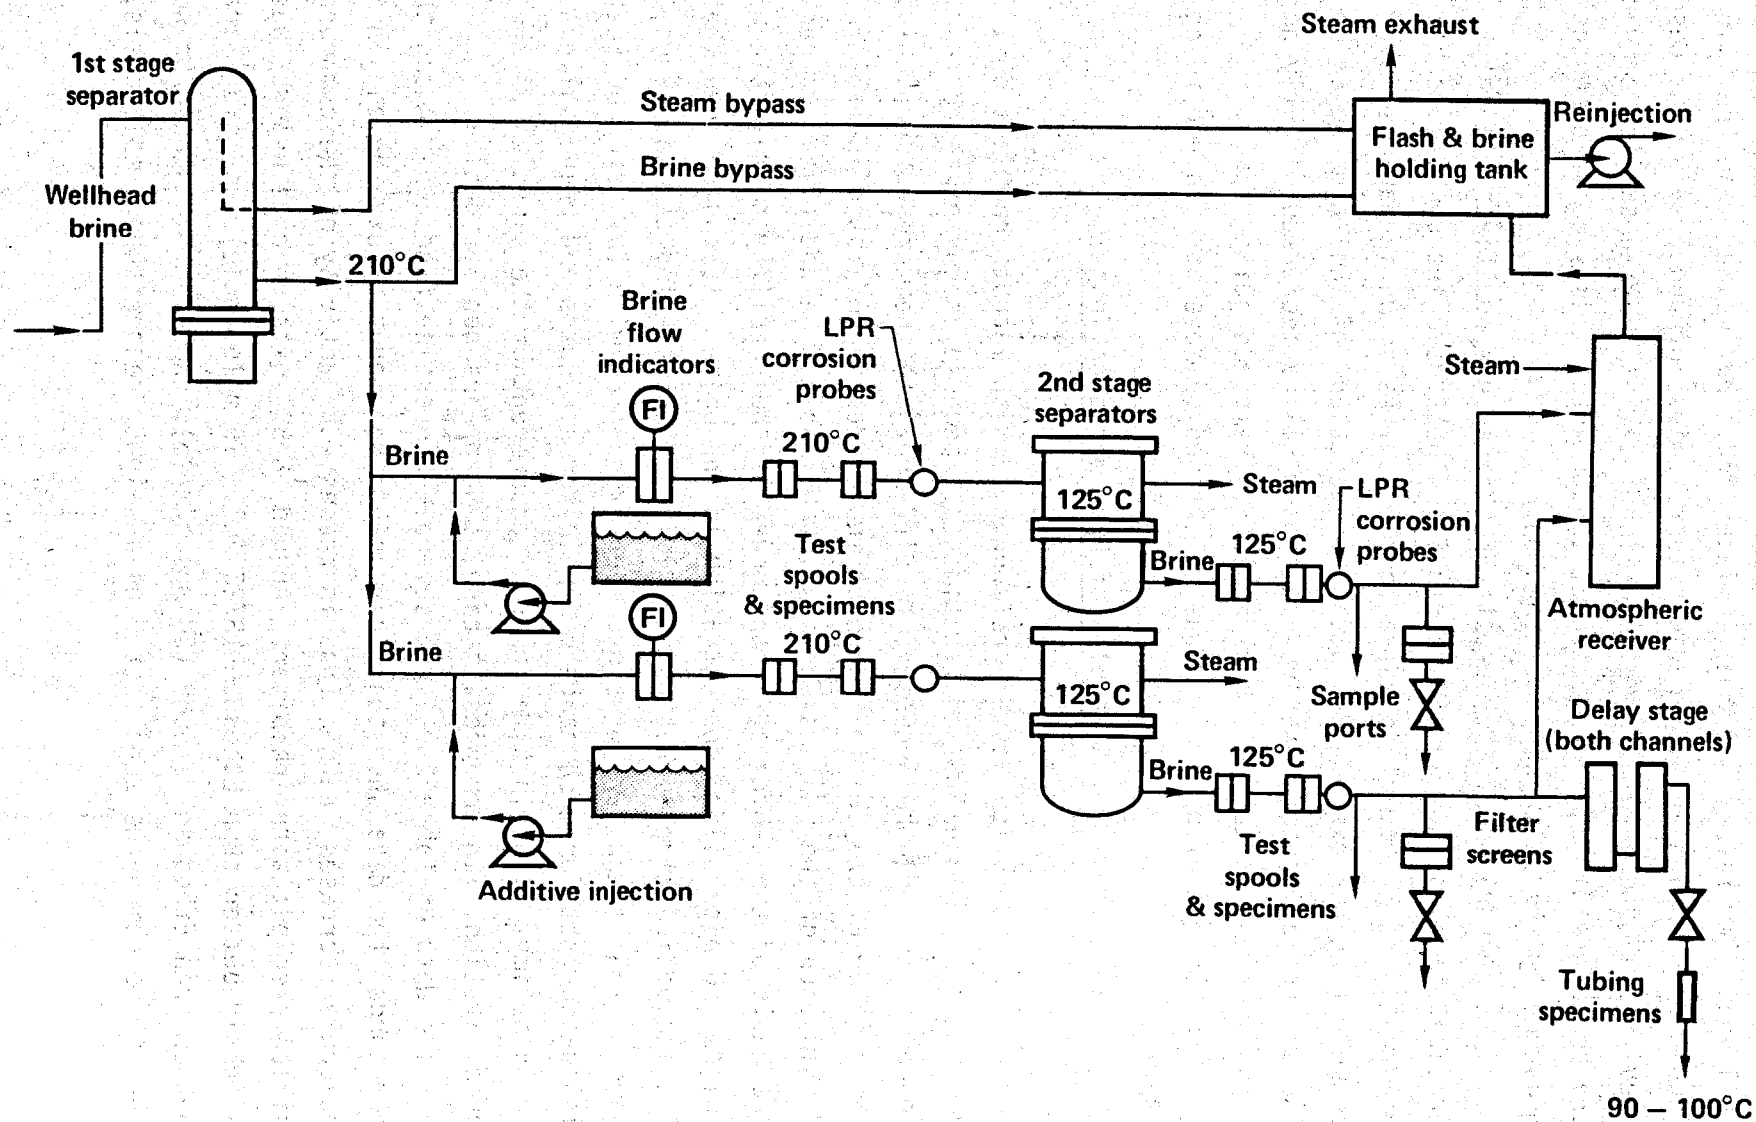 Steam exhaust
1st stage
separator
Steam bypass
Reinjection
Flash & brine
holding tank
Brine bypass
Wellhead
brine
210°C
Brine
flow
indicators
LPR
corrosion
probes
Steam
2nd stage
separators
FI
210°C
Brine
125°C
Steam
LPR
corrosion
probes
Test
spools
& specimens
Brine
125°C
FI
Atmospheric
receiver
210°C
Brine
Steam
125°C
Sample
ports
Delay stage
(both channels)
Brine
125°C
Filter
screens
Test
spools
& specimens
Additive injection
Tubing
specimens
90 – 100°C